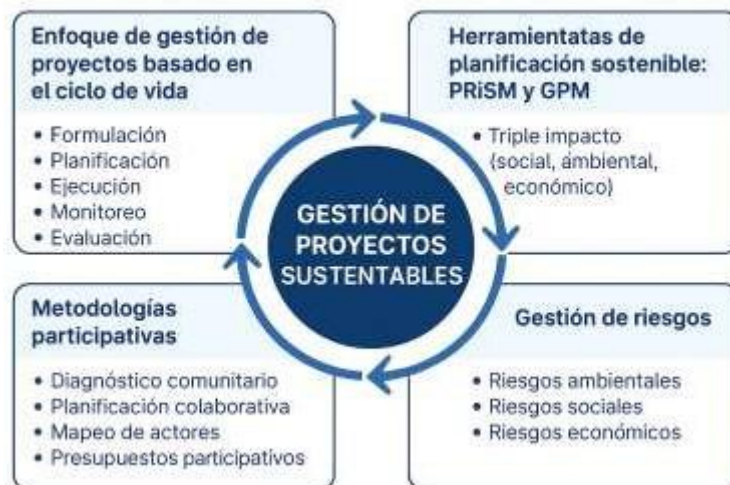 Enfoque de gestión de
proyectos basado en
el ciclo de vida
• Formulación
• Planificación
• Ejecución
• Monitoreo
• Evaluación
Herramientatas de
planificación sostenible:
PRiSM y GPM
• Triple impacto
(social, ambiental,
económico)
GESTIÓN DE
PROYECTOS
SUSTENTABLES
Metodologías
participativas
• Diagnóstico comunitario
• Planificación colaborativa
• Mapeo de actores
• Presupuestos participativos
Gestión de riesgos
• Riesgos ambientales
• Riesgos sociales
• Riesgos económicos